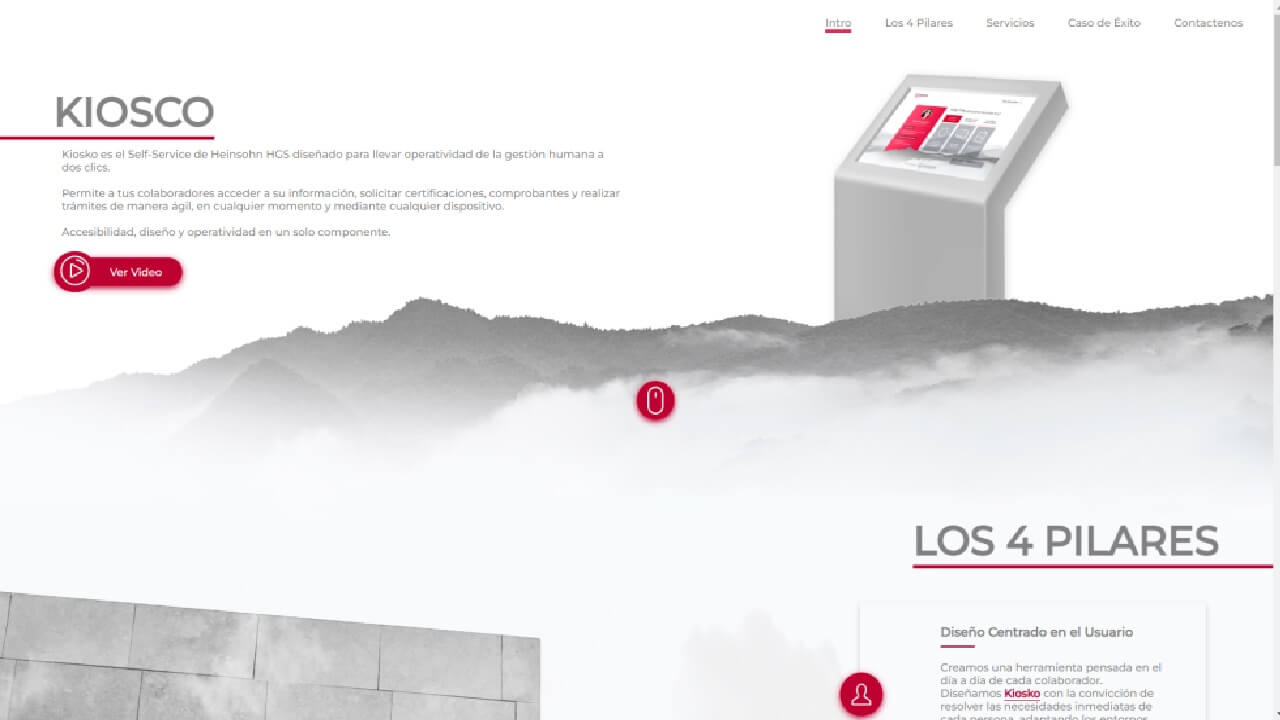 Intro
Los 4 Pilares
Servicios
Caso de Éxito
Contactenos
KIOSCO
Kiosko es el Self-Service de Heinsohn HGS diseñado para llevar operatividad de la gestión humana a
dos clics.
Permite a tus colaboradores acceder a su información, solicitar certificaciones, comprobantes y realizar
trámites de manera ágil, en cualquier momento y mediante cualquier dispositivo.
Accesibilidad, diseño y operatividad en un solo componente.
Ver Video
LOS 4 PILARES
Diseño Centrado en el Usuario
Creamos una herramienta pensada en el
día a día de cada colaborador.
Diseñamos Kiosko con la convicción de
resolver las necesidades inmediatas de
cada persona, adaptando los entornos